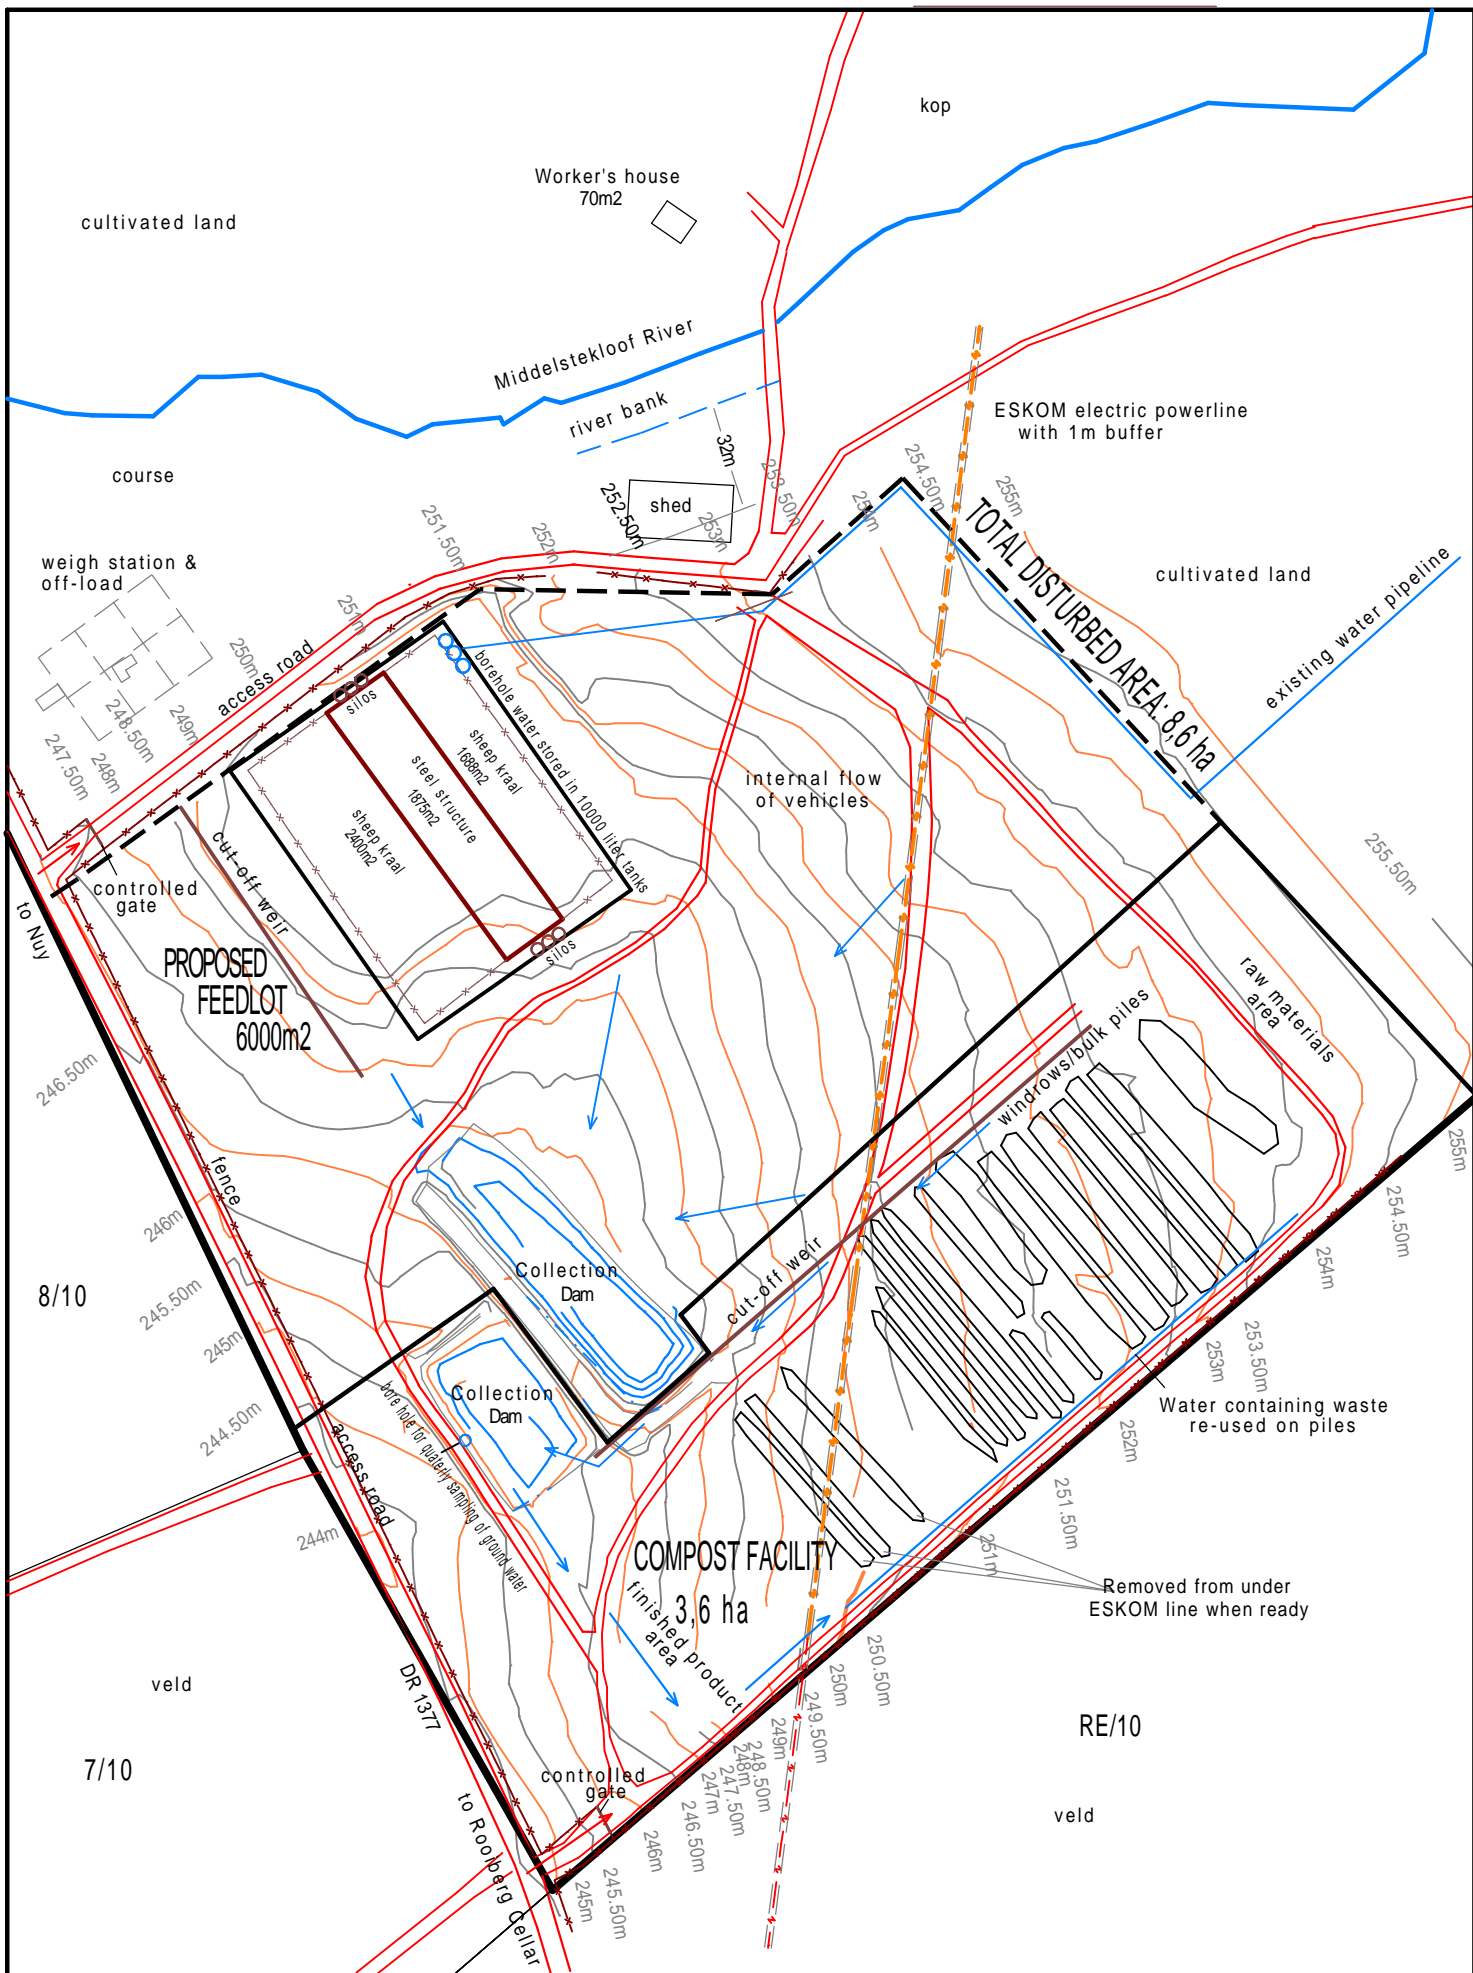 kop
Worker's house
70m2
cultivated land
Middelstekloof River
river bank
ESKOM electric powerline
with 1m buffer
32m
course
shed
252.50m
253m
253.50m
254m
254.50m
255m
251.50m
252m
weigh station &
off-load
TOTAL DISTURBED AREA: 8,6 ha
cultivated land
existing water pipeline
251m
250m
access road
249m
248.50m
248m
247.50m
silos
borehole water stored in 10000 liter tanks
sheep kraal
1688m2
steel structure
1875m2
sheep kraal
2400m2
silos
internal flow
of vehicles
255.50m
controlled
gate
cut-off weir
to Nuy
PROPOSED
FEEDLOT
6000m2
raw materials
area
windrows/bulk piles
246.50m
fence
246m
245.50m
245m
244.50m
244m
8/10
Collection
Dam
cut-off weir
Collection
Dam
bore hole for quaterly sampling of ground water
access road
255m
254.50m
254m
253.50m
253m
252m
251.50m
251m
250.50m
250m
249.50m
249m
248.50m
248m
247.50m
247m
246.50m
246m
245.50m
245m
Water containing waste
re-used on piles
COMPOST FACILITY
3,6 ha
finished product
area
Removed from under
ESKOM line when ready
veld
DR 1377
7/10
RE/10
controlled
gate
veld
to Rooiberg Cellar